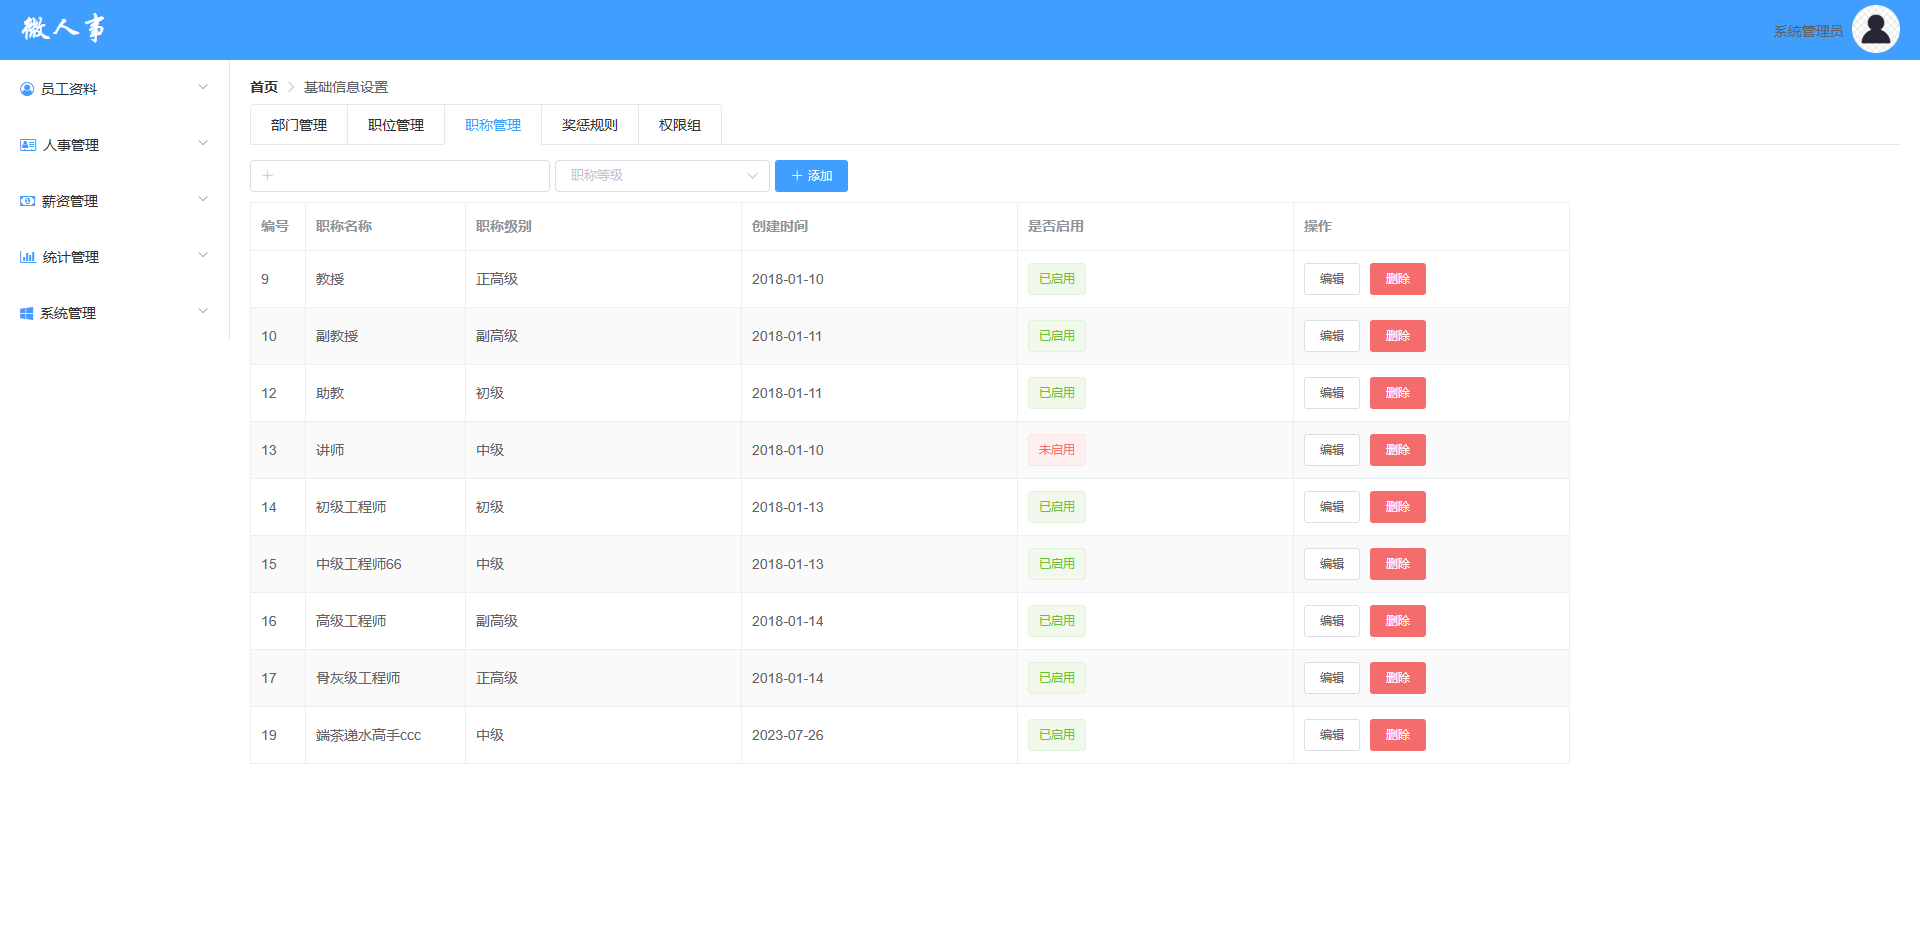 微人事
系统管理员
员工资料
人事管理
薪资管理
统计管理
系统管理
首页 基础信息设置
部门管理 职位管理 职称管理 奖惩规则 权限组
职称等级 添加
编号 职称名称 职称级别 创建时间 是否启用 操作
9 教授 正高级 2018-01-10 已启用 编辑 删除
10 副教授 副高级 2018-01-11 已启用 编辑 删除
12 助教 初级 2018-01-11 已启用 编辑 删除
13 讲师 中级 2018-01-10 未启用 编辑 删除
14 初级工程师 初级 2018-01-13 已启用 编辑 删除
15 中级工程师66 中级 2018-01-13 已启用 编辑 删除
16 高级工程师 副高级 2018-01-14 已启用 编辑 删除
17 骨灰级工程师 正高级 2018-01-14 已启用 编辑 删除
19 端茶递水高手ccc 中级 2023-07-26 已启用 编辑 删除